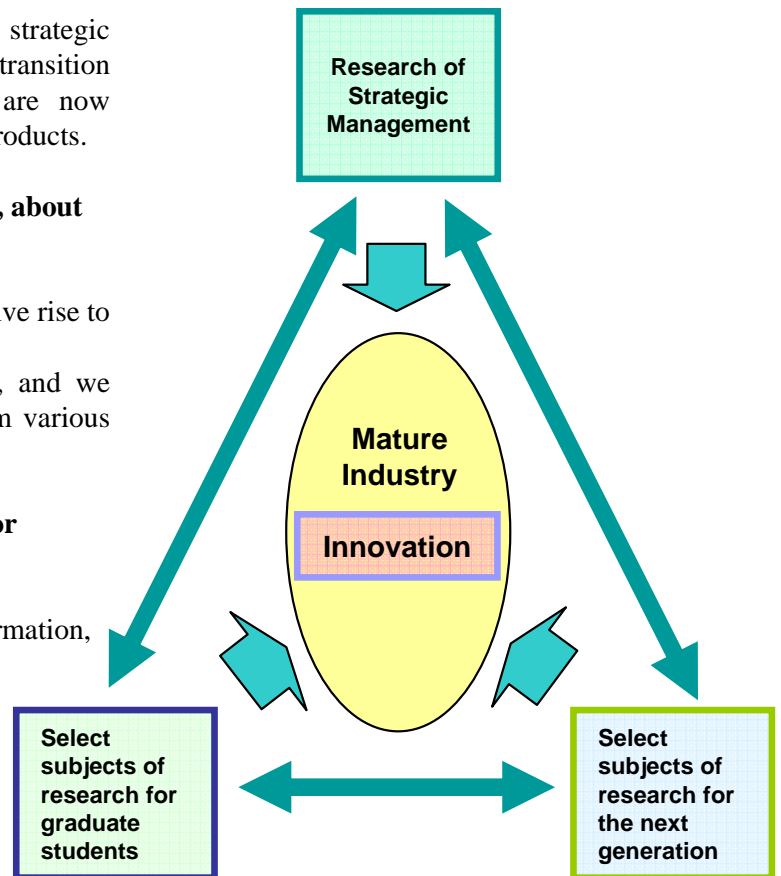 strategic
transition
are now
roducts.
, about
ive rise to
, and we
various
or
rmation,
Research of
Strategic
Management
Mature
Industry
Innovation
Select
subjects of
research for
graduate
students
Select
subjects of
research for
the next
generation